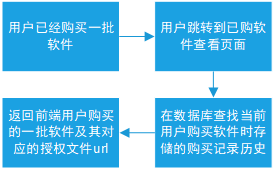 用户已经购买一批
软件
用户跳转到已购软
件查看页面
在数据库查找当前
用户购买软件时存
储的购买记录历史
返回前端用户购买
的一批软件及其对
应的授权文件url